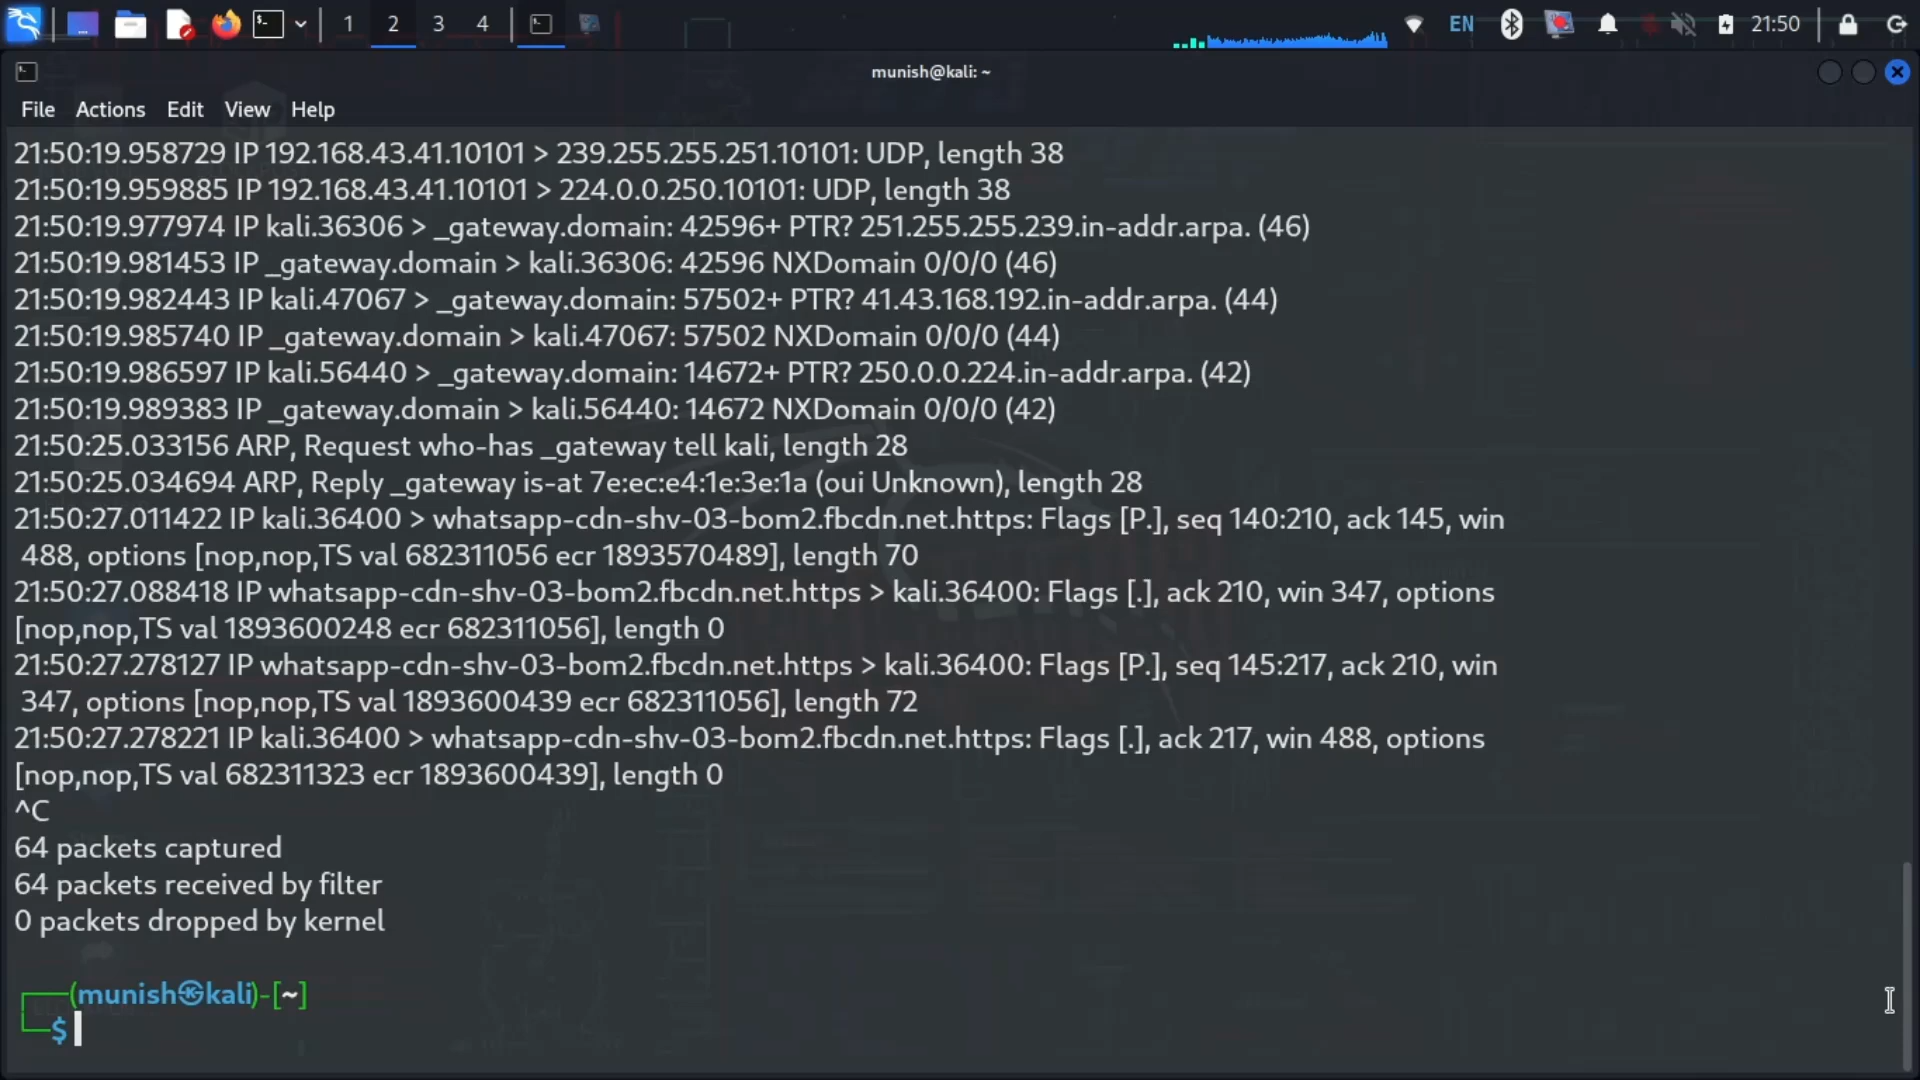 1 2 3 4 EN 21:50
munish@kali: ~
File Actions Edit View Help
21:50:19.958729 IP 192.168.43.41.10101 > 239.255.255.251.10101: UDP, length 38
21:50:19.959885 IP 192.168.43.41.10101 > 224.0.0.250.10101: UDP, length 38
21:50:19.977974 IP kali.36306 > _gateway.domain: 42596+ PTR? 251.255.255.239.in-addr.arpa. (46)
21:50:19.981453 IP _gateway.domain > kali.36306: 42596 NXDomain 0/0/0 (46)
21:50:19.982443 IP kali.47067 > _gateway.domain: 57502+ PTR? 41.43.168.192.in-addr.arpa. (44)
21:50:19.985740 IP _gateway.domain > kali.47067: 57502 NXDomain 0/0/0 (44)
21:50:19.986597 IP kali.56440 > _gateway.domain: 14672+ PTR? 250.0.0.224.in-addr.arpa. (42)
21:50:19.989383 IP _gateway.domain > kali.56440: 14672 NXDomain 0/0/0 (42)
21:50:25.033156 ARP, Request who-has _gateway tell kali, length 28
21:50:25.034694 ARP, Reply _gateway is-at 7e:ec:e4:1e:3e:1a (oui Unknown), length 28
21:50:27.011422 IP kali.36400 > whatsapp-cdn-shv-03-bom2.fbcdn.net.https: Flags [P.], seq 140:210, ack 145, win
488, options [nop,nop,TS val 682311056 ecr 1893570489], length 70
21:50:27.088418 IP whatsapp-cdn-shv-03-bom2.fbcdn.net.https > kali.36400: Flags [.], ack 210, win 347, options
[nop,nop,TS val 1893600248 ecr 682311056], length 0
21:50:27.278127 IP whatsapp-cdn-shv-03-bom2.fbcdn.net.https > kali.36400: Flags [P.], seq 145:217, ack 210, win
347, options [nop,nop,TS val 1893600439 ecr 682311056], length 72
21:50:27.278221 IP kali.36400 > whatsapp-cdn-shv-03-bom2.fbcdn.net.https: Flags [.], ack 217, win 488, options
[nop,nop,TS val 682311323 ecr 1893600439], length 0
^C
64 packets captured
64 packets received by filter
0 packets dropped by kernel
┌──(munish㉿kali)-[~]
└─$